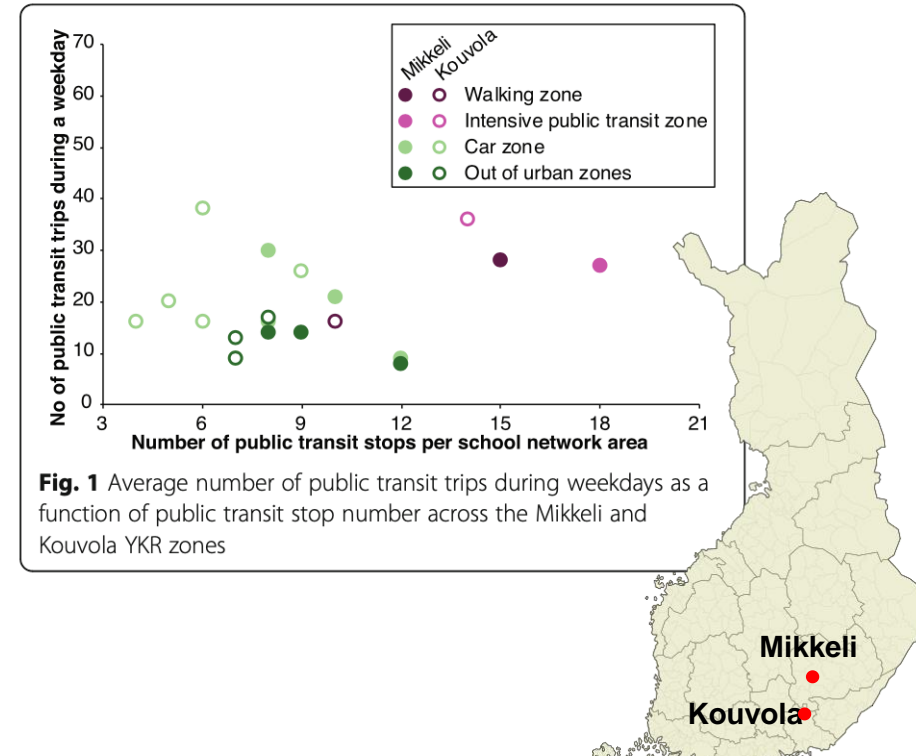 No of public transit trips during a weekday
70
60
50
40
30
20
10
0
3 6 9 12 15 18 21
Number of public transit stops per school network area
Mikkeli Kouvola
Walking zone
Intensive public transit zone
Car zone
Out of urban zones
Fig. 1 Average number of public transit trips during weekdays as a
function of public transit stop number across the Mikkeli and
Kouvola YKR zones
Mikkeli
Kouvola